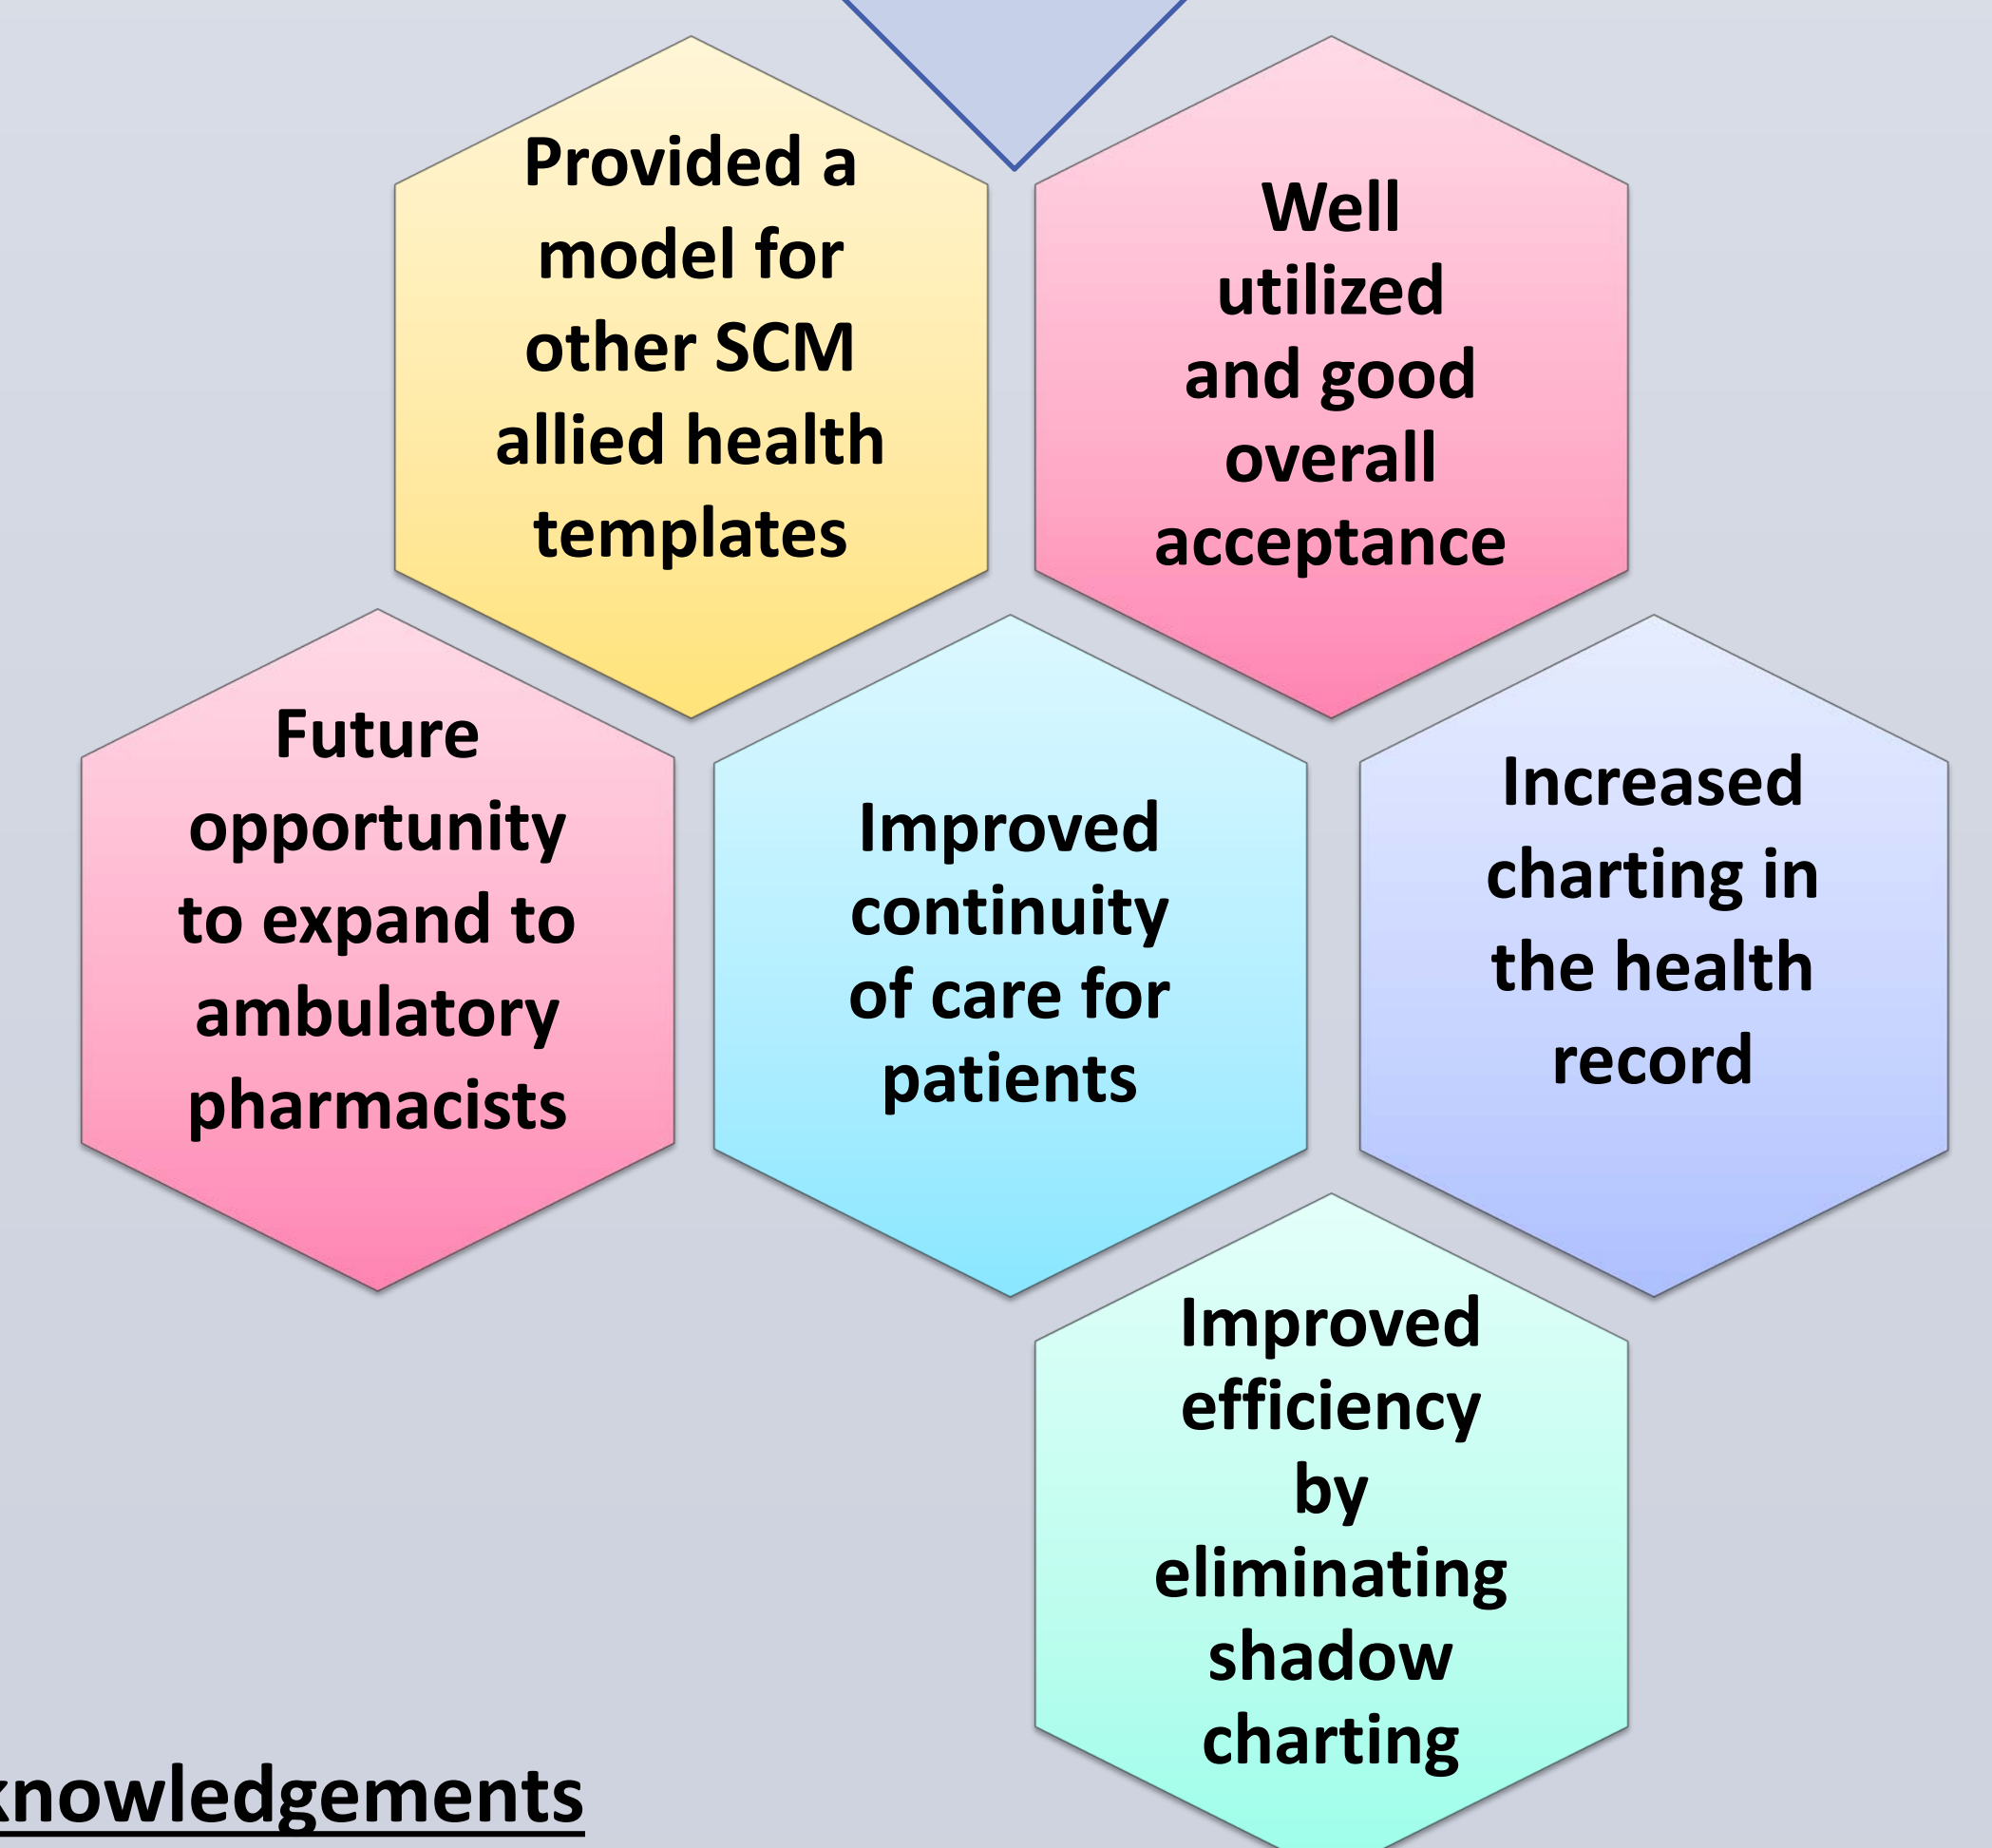 Provided a
model for
other SCM
allied health
templates
Well
utilized
and good
overall
acceptance
Future
opportunity
to expand to
ambulatory
pharmacists
Improved
continuity
of care for
patients
Increased
charting in
the health
record
Improved
efficiency
by
eliminating
shadow
charting
knowledgements